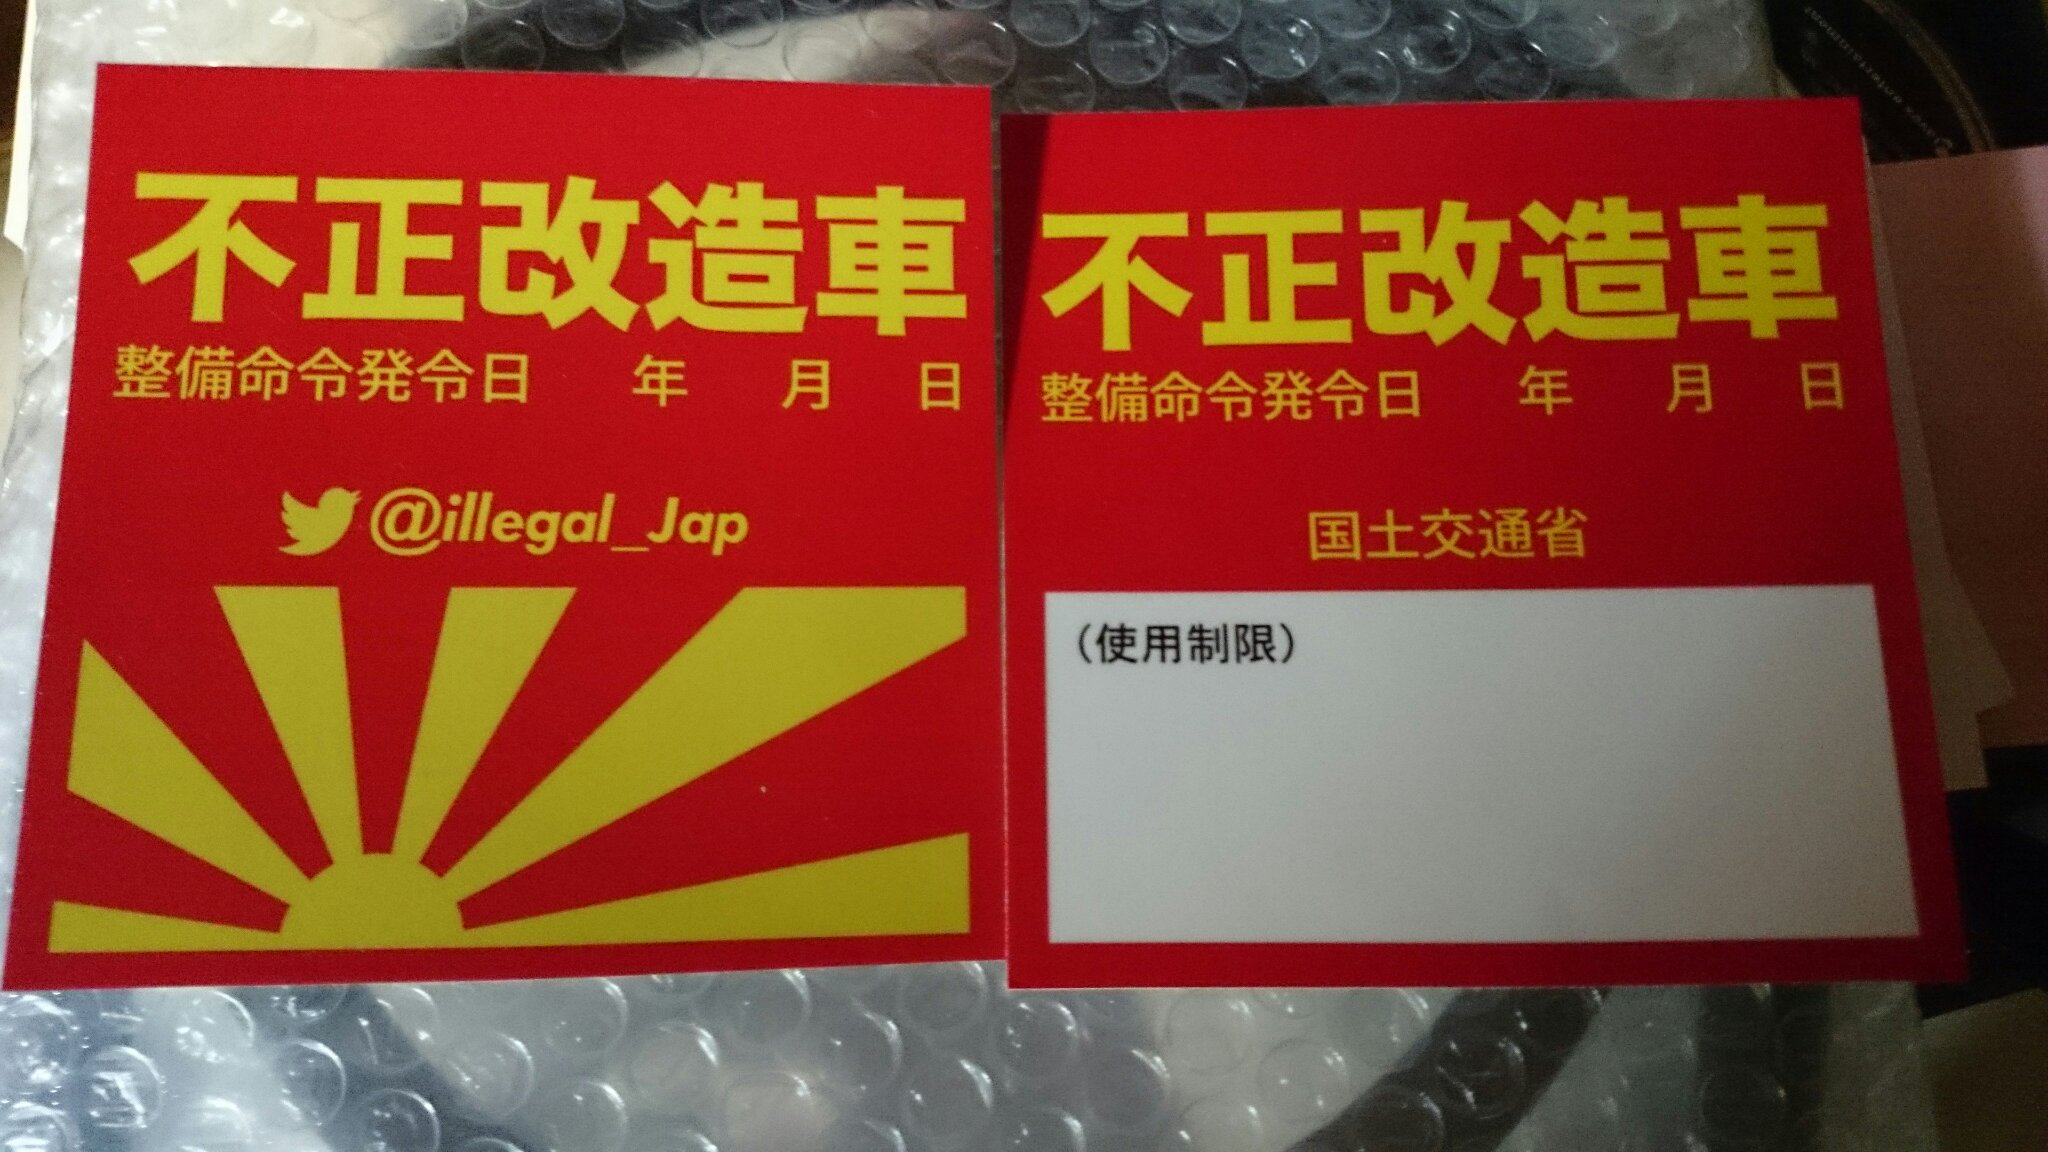 不正改造車
整備命令発令日 年 月 日
@illegal_Jap
不正改造車
整備命令発令日 年 月 日
国土交通省
（使用制限）